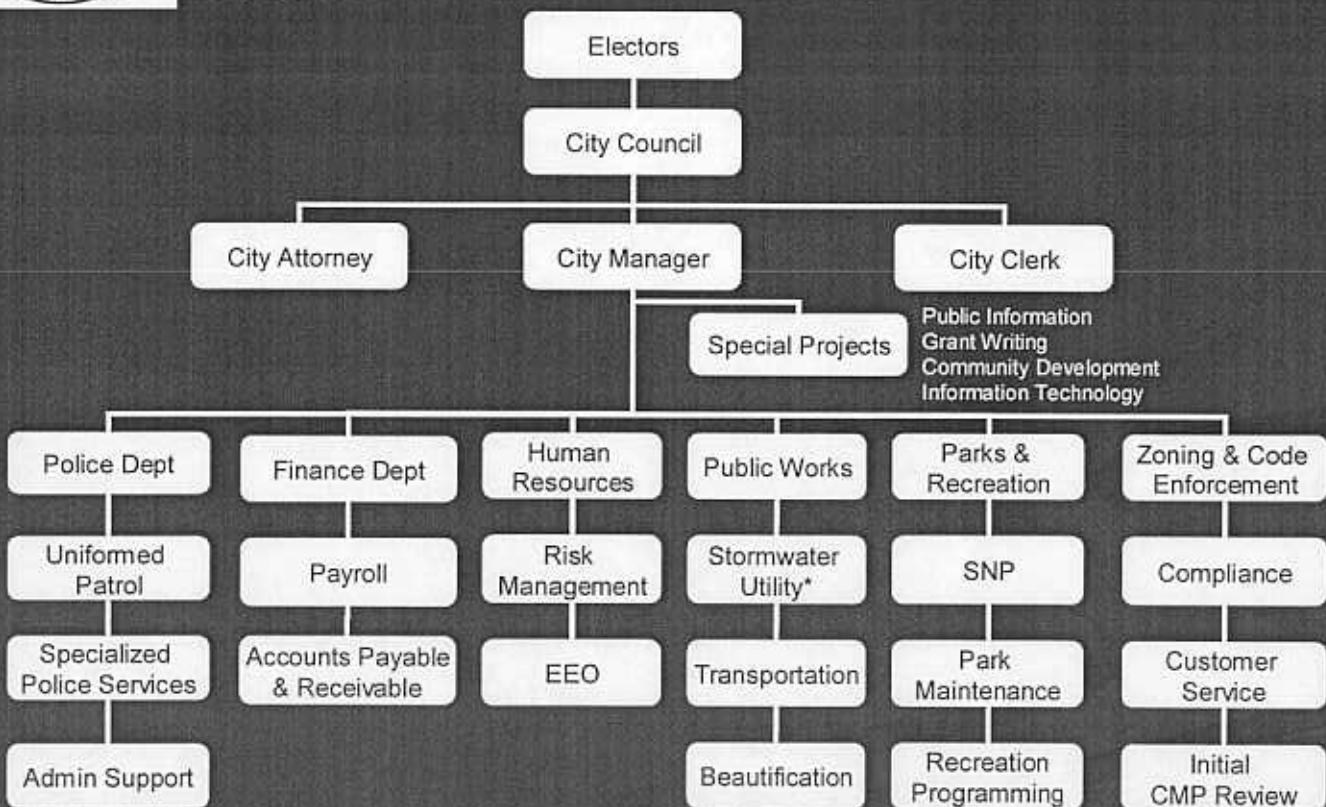 Electors
City Council
City Attorney
City Manager
City Clerk
Special Projects
Public Information
Grant Writing
Community Development
Information Technology
Police Dept
Finance Dept
Human
Resources
Public Works
Parks &
Recreation
Zoning & Code
Enforcement
Uniformed
Patrol
Payroll
Risk
Management
Stormwater
Utility*
SNP
Compliance
Specialized
Police Services
Accounts Payable
& Receivable
EEO
Transportation
Park
Maintenance
Customer
Service
Admin Support
Beautification
Recreation
Programming
Initial
CMP Review